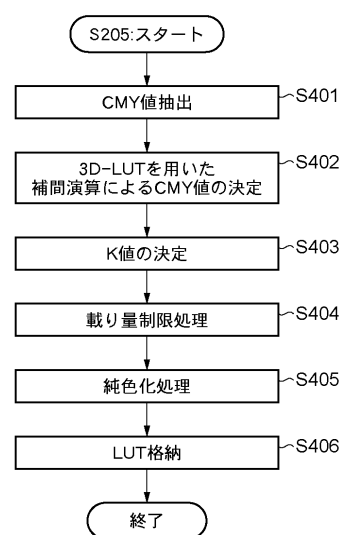 S205:スタート
CMY値抽出
S401
3D-LUTを用いた
補間演算によるCMY値の決定
S402
K値の決定
S403
載り量制限処理
S404
純色化処理
S405
LUT格納
S406
終了